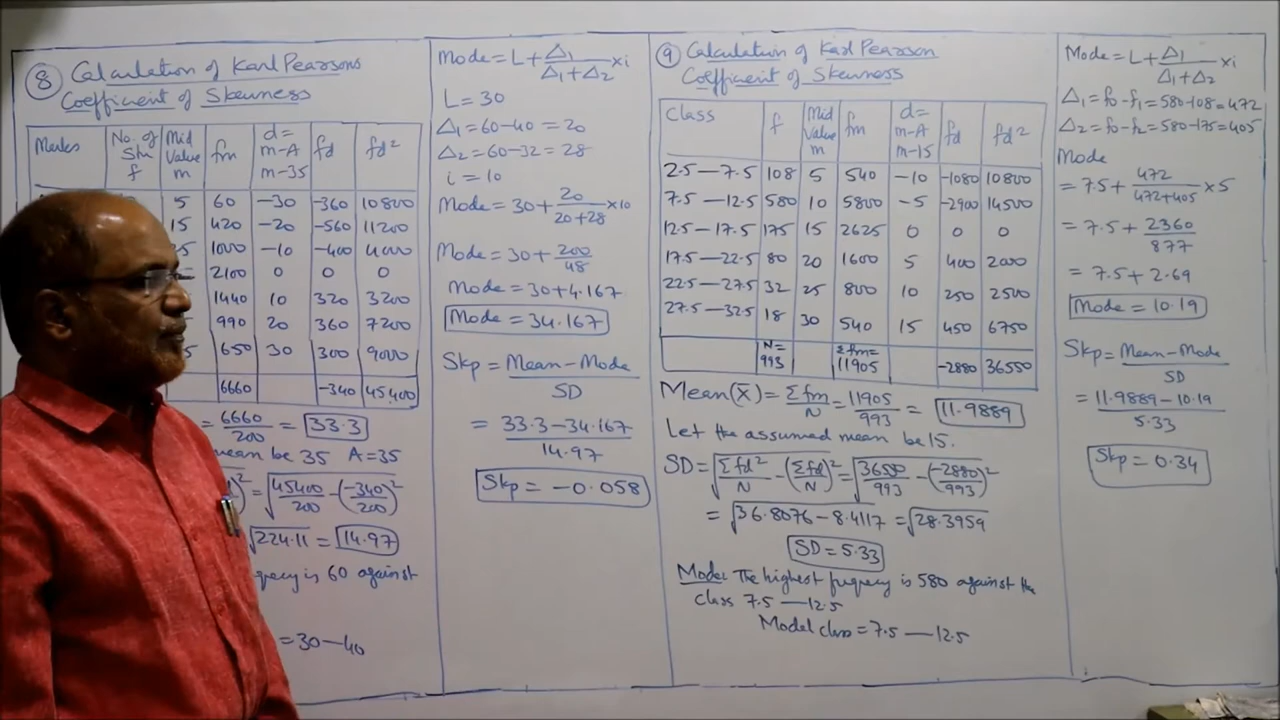 8 Calculation of Karl Pearsons
Coefficient of Skewness
Marks No. of Stu f Mid Value m fm d= m-A m-35 fd fd²
5 60 -30 -360 10800
15 420 -20 -560 11200
25 1000 -10 -400 4000
2100 0 0 0
1440 10 320 3200
990 20 360 7200
5 650 30 300 9000
6660 -340 45400
= 6660/200 = 33.3
mean be 35 A=35
)² = √45400/200 - (-340/200)²
√224.11 = 14.97
quecy is 60 against
= 30 — 40
Mode = L + Δ1/Δ1+Δ2 × i
L = 30
Δ1 = 60-40 = 20
Δ2 = 60-32 = 28
i = 10
Mode = 30 + 20/20+28 × 10
Mode = 30 + 200/48
Mode = 30 + 4.167
Mode = 34.167
Skp = Mean - Mode/SD
= 33.3 - 34.167/14.97
Skp = -0.058
9 Calculation of Karl Pearson
Coefficient of Skewness
Class f Mid Value m fm d= m-A m-15 fd fd²
2.5 — 7.5 108 5 540 -10 -1080 10800
7.5 — 12.5 580 10 5800 -5 -2900 14500
12.5 — 17.5 175 15 2625 0 0 0
17.5 — 22.5 80 20 1600 5 400 2000
22.5 — 27.5 32 25 800 10 250 2500
27.5 — 32.5 18 30 540 15 450 6750
N= 993 Σfm= 11905 -2880 36550
Mean (X̄) = Σfm/N = 11905/993 = 11.9889
Let the assumed mean be 15.
SD = √Σfd²/N - (Σfd/N)² = √36550/993 - (-2880/993)²
= √36.8076 - 8.4117 = √28.3959
SD = 5.33
Mode: The highest fuqrecy is 580 against the
class 7.5 — 12.5
Model class = 7.5 — 12.5
Mode = L + Δ1/Δ1+Δ2 × i
Δ1 = f0 - f1 = 580-108 = 472
Δ2 = f0 - f2 = 580-175 = 405
Mode
= 7.5 + 472/472+405 × 5
= 7.5 + 2360/877
= 7.5 + 2.69
Mode = 10.19
Skp = Mean - Mode/SD
= 11.9889 - 10.19/5.33
Skp = 0.34